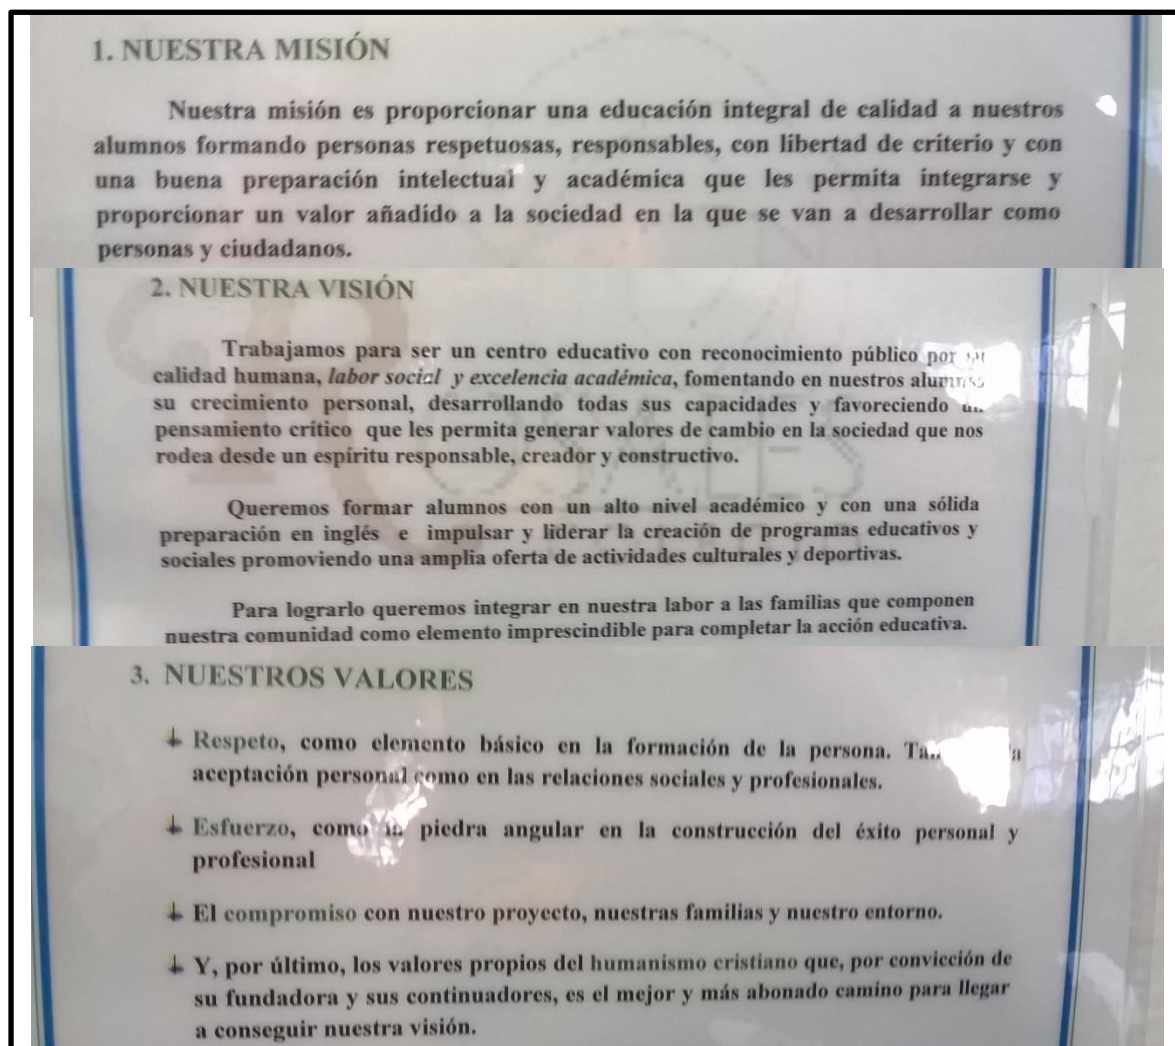 1. NUESTRA MISIÓN
Nuestra misión es proporcionar una educación integral de calidad a nuestros
alumnos formando personas respetuosas, responsables, con libertad de criterio y con
una buena preparación intelectual y académica que les permita integrarse y
proporcionar un valor añadido a la sociedad en la que se van a desarrollar como
personas y ciudadanos.
2. NUESTRA VISIÓN
Trabajamos para ser un centro educativo con reconocimiento público por
calidad humana, labor social y excelencia académica, fomentando en nuestros alumnos
su crecimiento personal, desarrollando todas sus capacidades y favoreciendo un
pensamiento crítico que les permita generar valores de cambio en la sociedad que nos
rodea desde un espíritu responsable, creador y constructivo.
Queremos formar alumnos con un alto nivel académico y con una sólida
preparación en inglés e impulsar y liderar la creación de programas educativos y
sociales promoviendo una amplia oferta de actividades culturales y deportivas.
Para lograrlo queremos integrar en nuestra labor a las familias que componen
nuestra comunidad como elemento imprescindible para completar la acción educativa.
3. NUESTROS VALORES
Respeto, como elemento básico en la formación de la persona.
aceptación personal como en las relaciones sociales y profesionales.
Esfuerzo, como la piedra angular en la construcción del éxito personal y
profesional
El compromiso con nuestro proyecto, nuestras familias y nuestro entorno.
Y, por último, los valores propios del humanismo cristiano que, por convicción de
su fundadora y sus continuadores, es el mejor y más abonado camino para llegar
a conseguir nuestra visión.